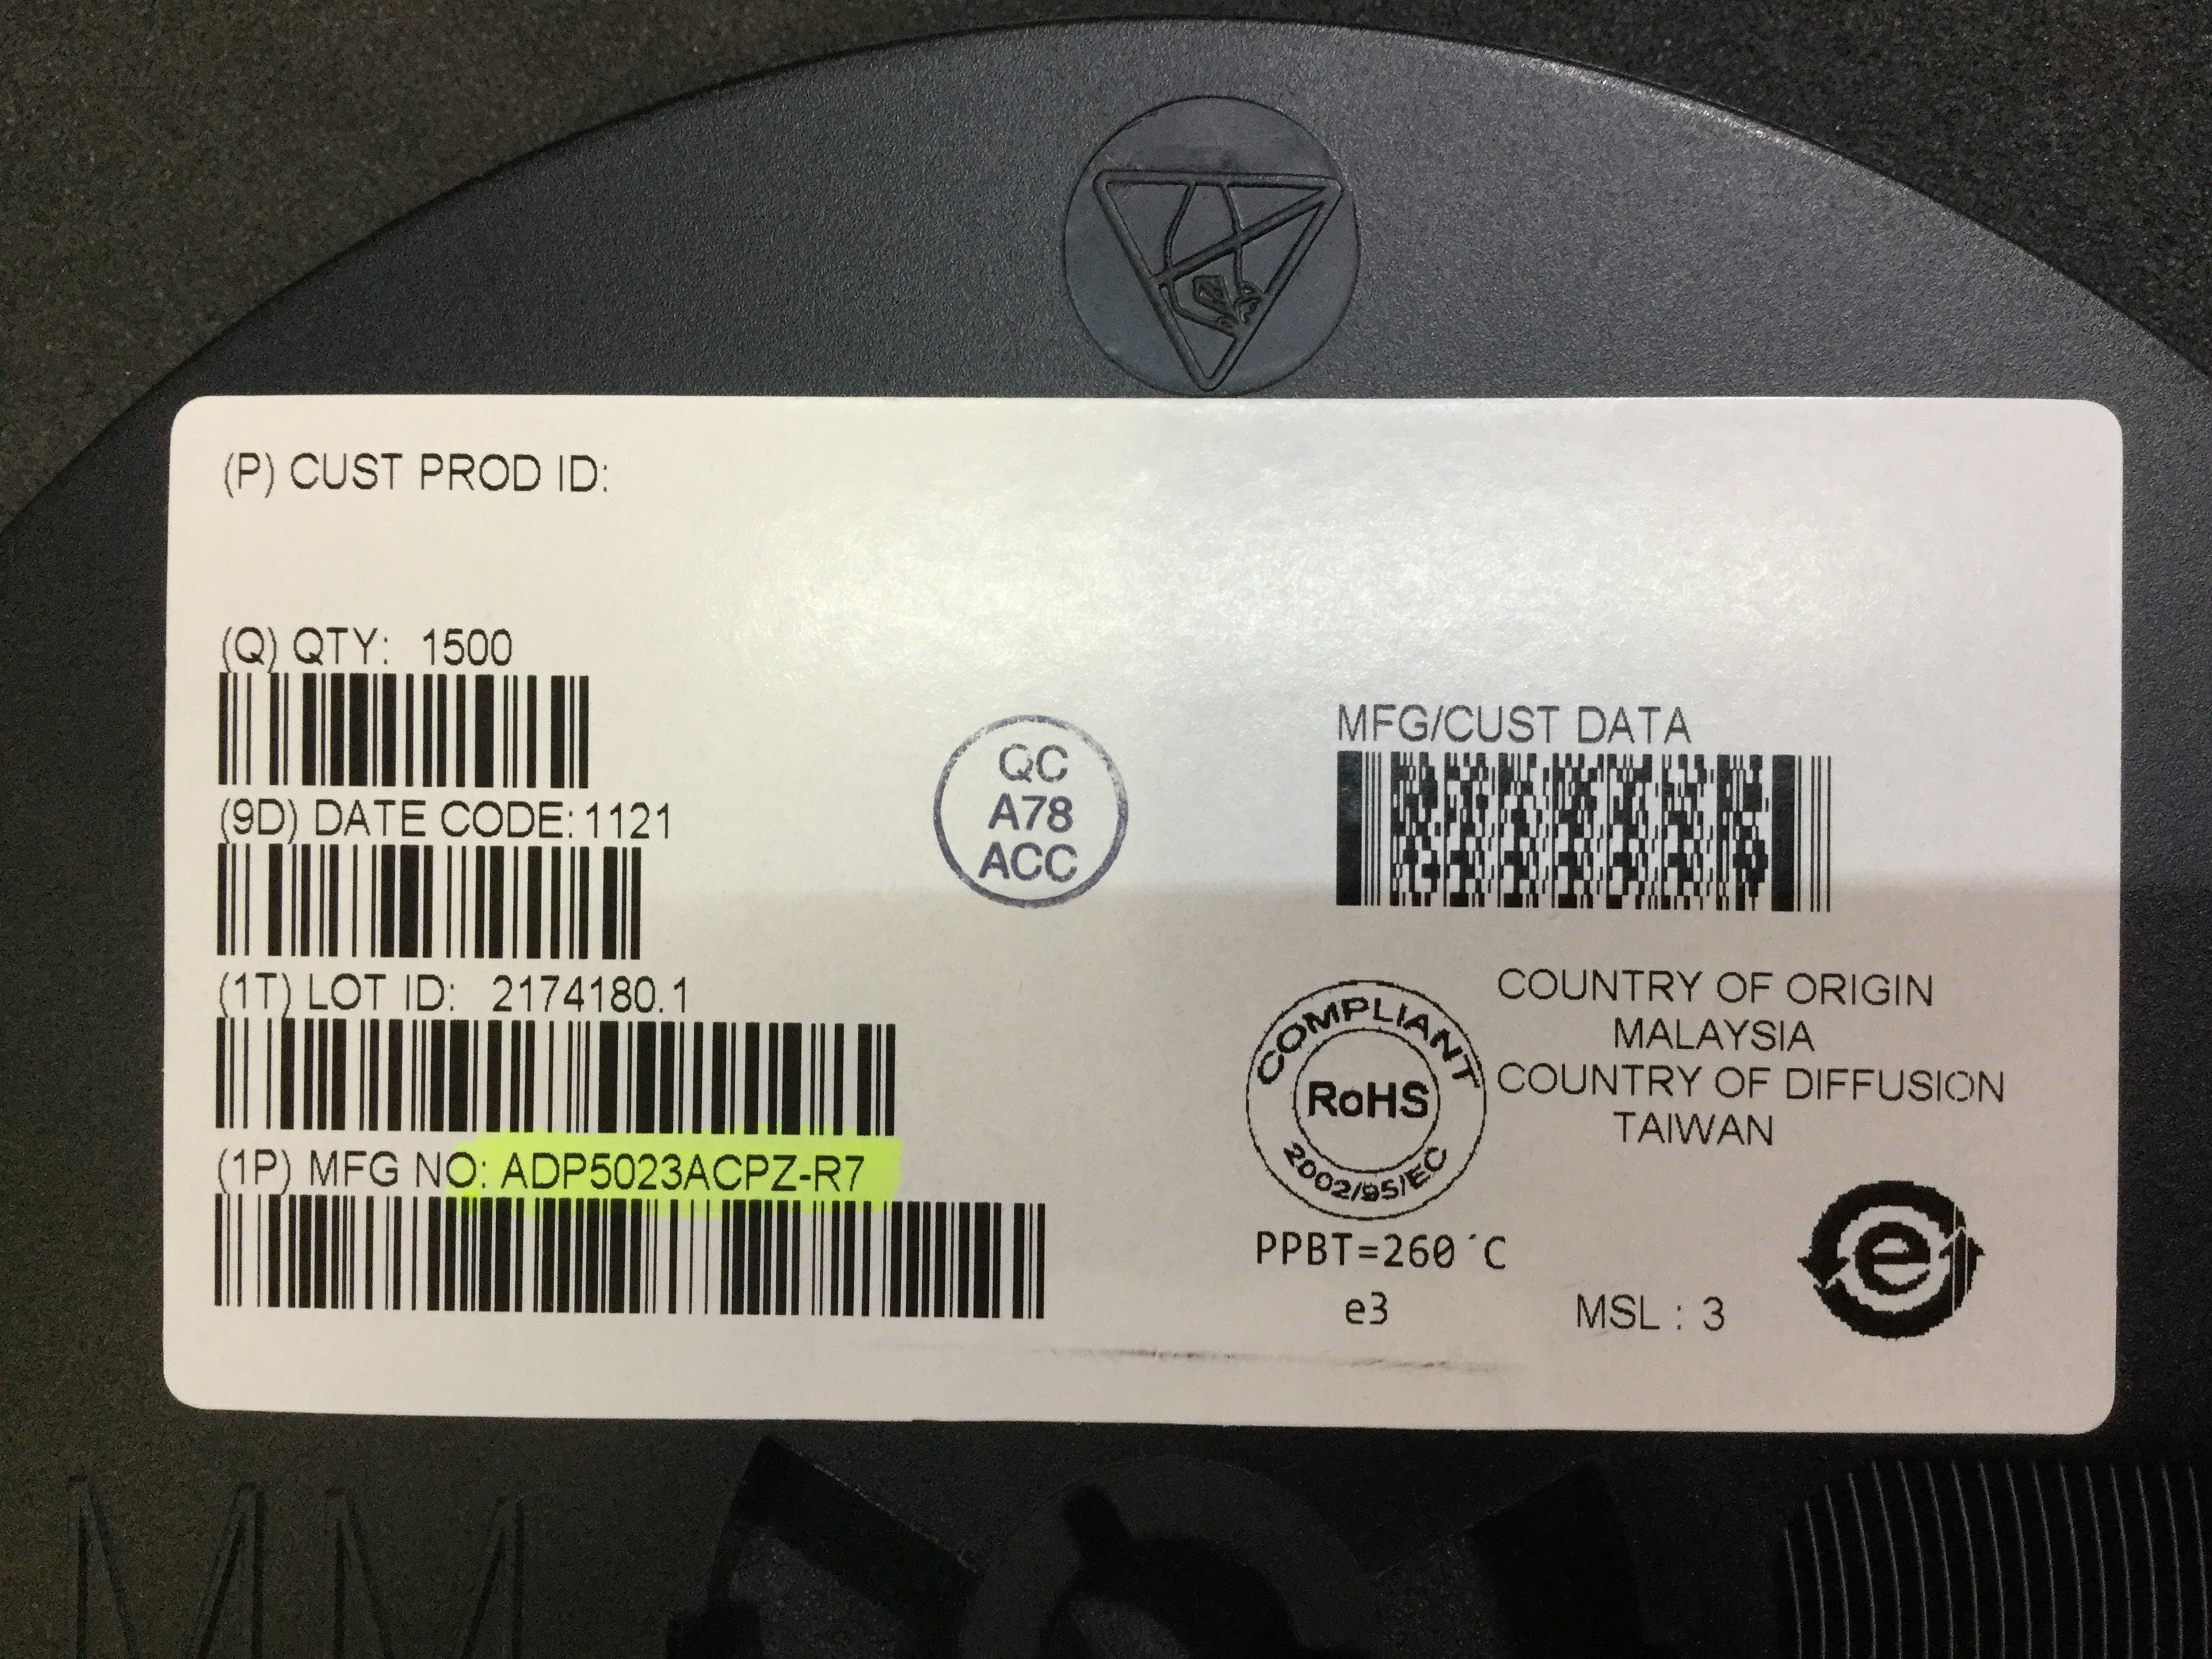 (P) CUST PROD ID:
(Q) QTY: 1500
(9D) DATE CODE: 1121
(1T) LOT ID: 2174180.1
(1P) MFG NO: ADP5023ACPZ-R7
QC
A78
ACC
MFG/CUST DATA
COMPLIANT
RoHS
2002/95/EC
COUNTRY OF ORIGIN
MALAYSIA
COUNTRY OF DIFFUSION
TAIWAN
PPBT=260´C
e3
MSL : 3
e
MM